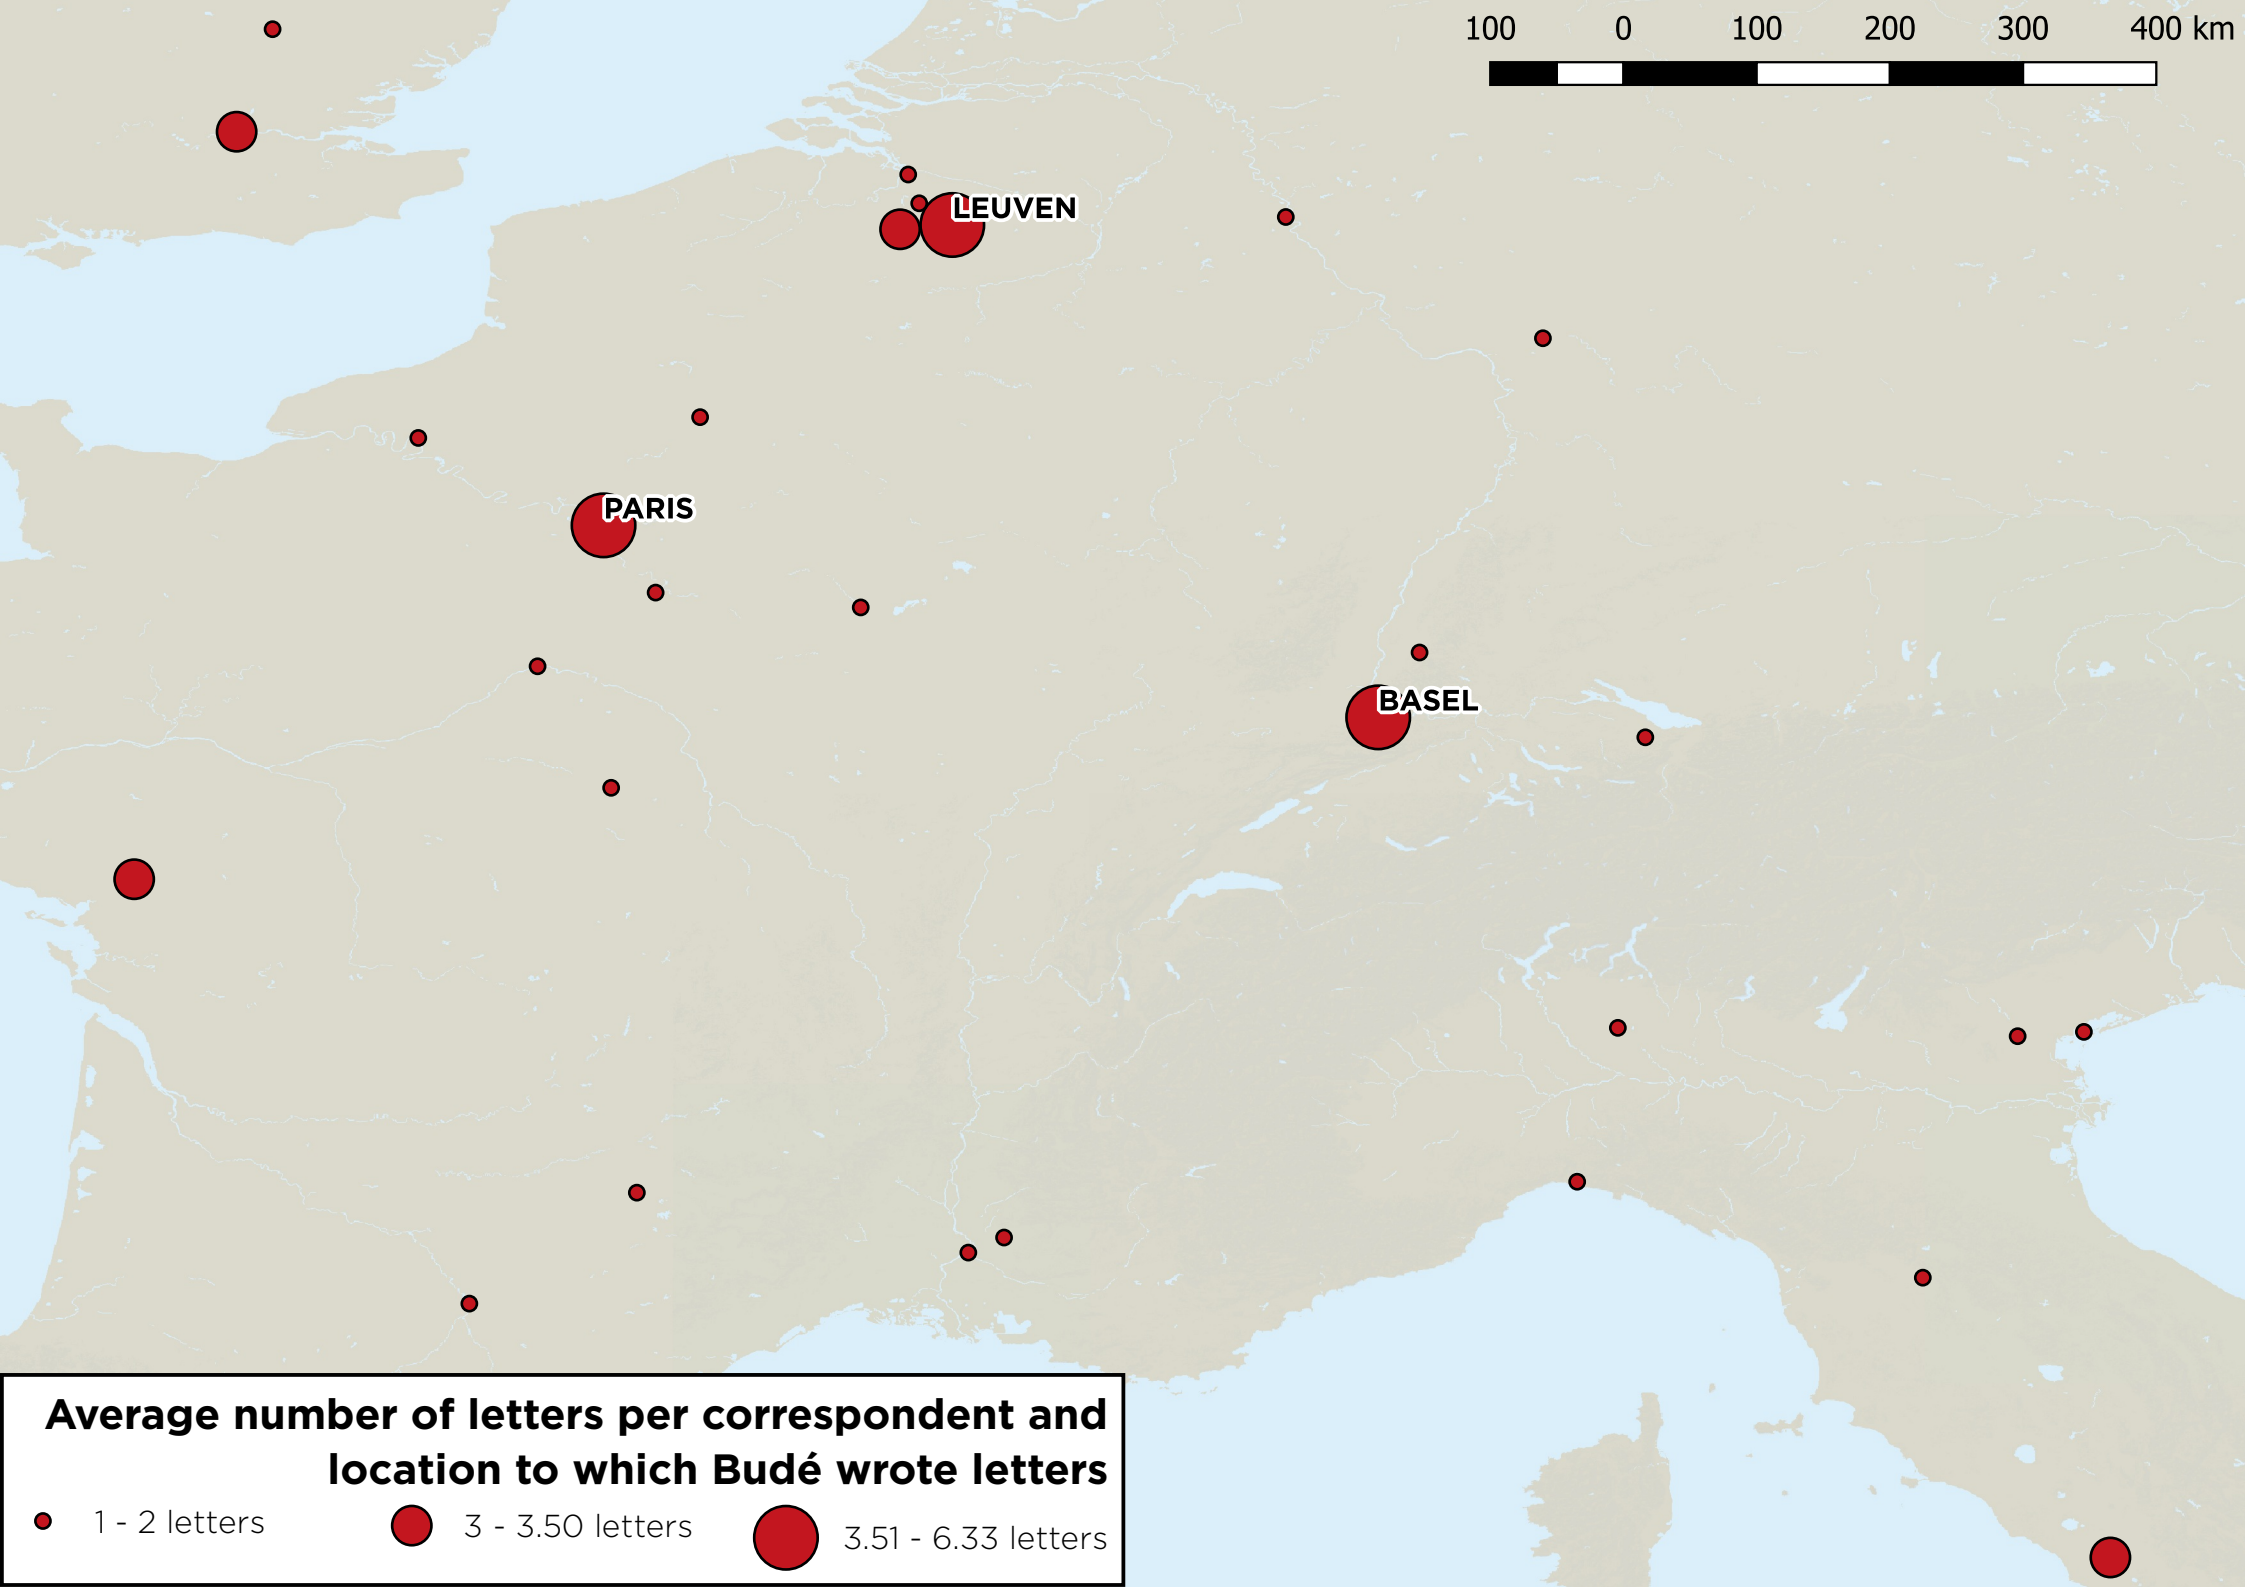 100 0 100 200 300 400 km
LEUVEN
PARIS
BASEL
Average number of letters per correspondent and
location to which Budé wrote letters
1 - 2 letters 3 - 3.50 letters 3.51 - 6.33 letters